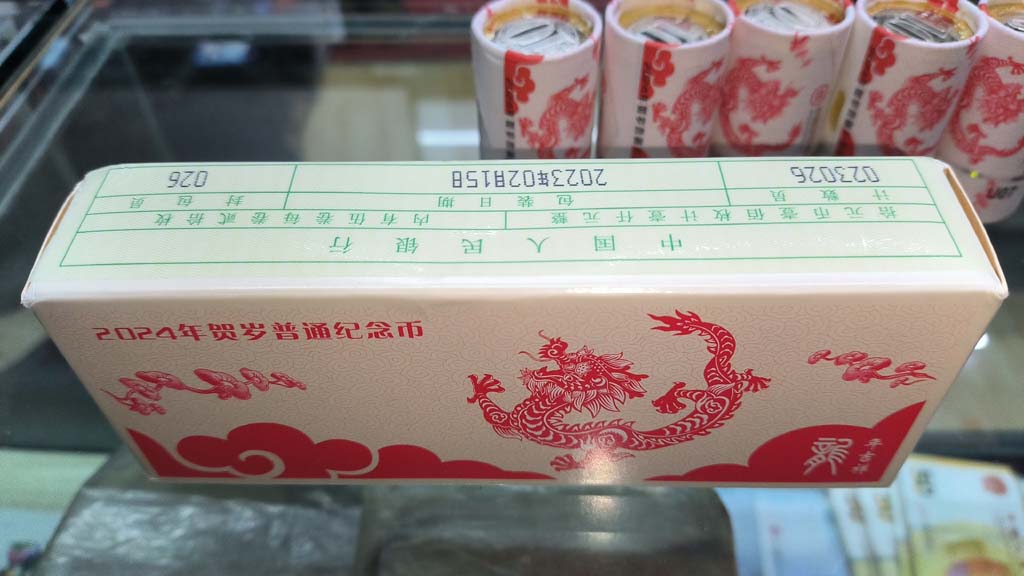 中国人民银行
拾元币壹佰枚计壹仟元整 内有伍卷每卷贰拾枚
计数员 包装日期 封包员
023026 2023年02月15B 026
2024年贺岁普通纪念币